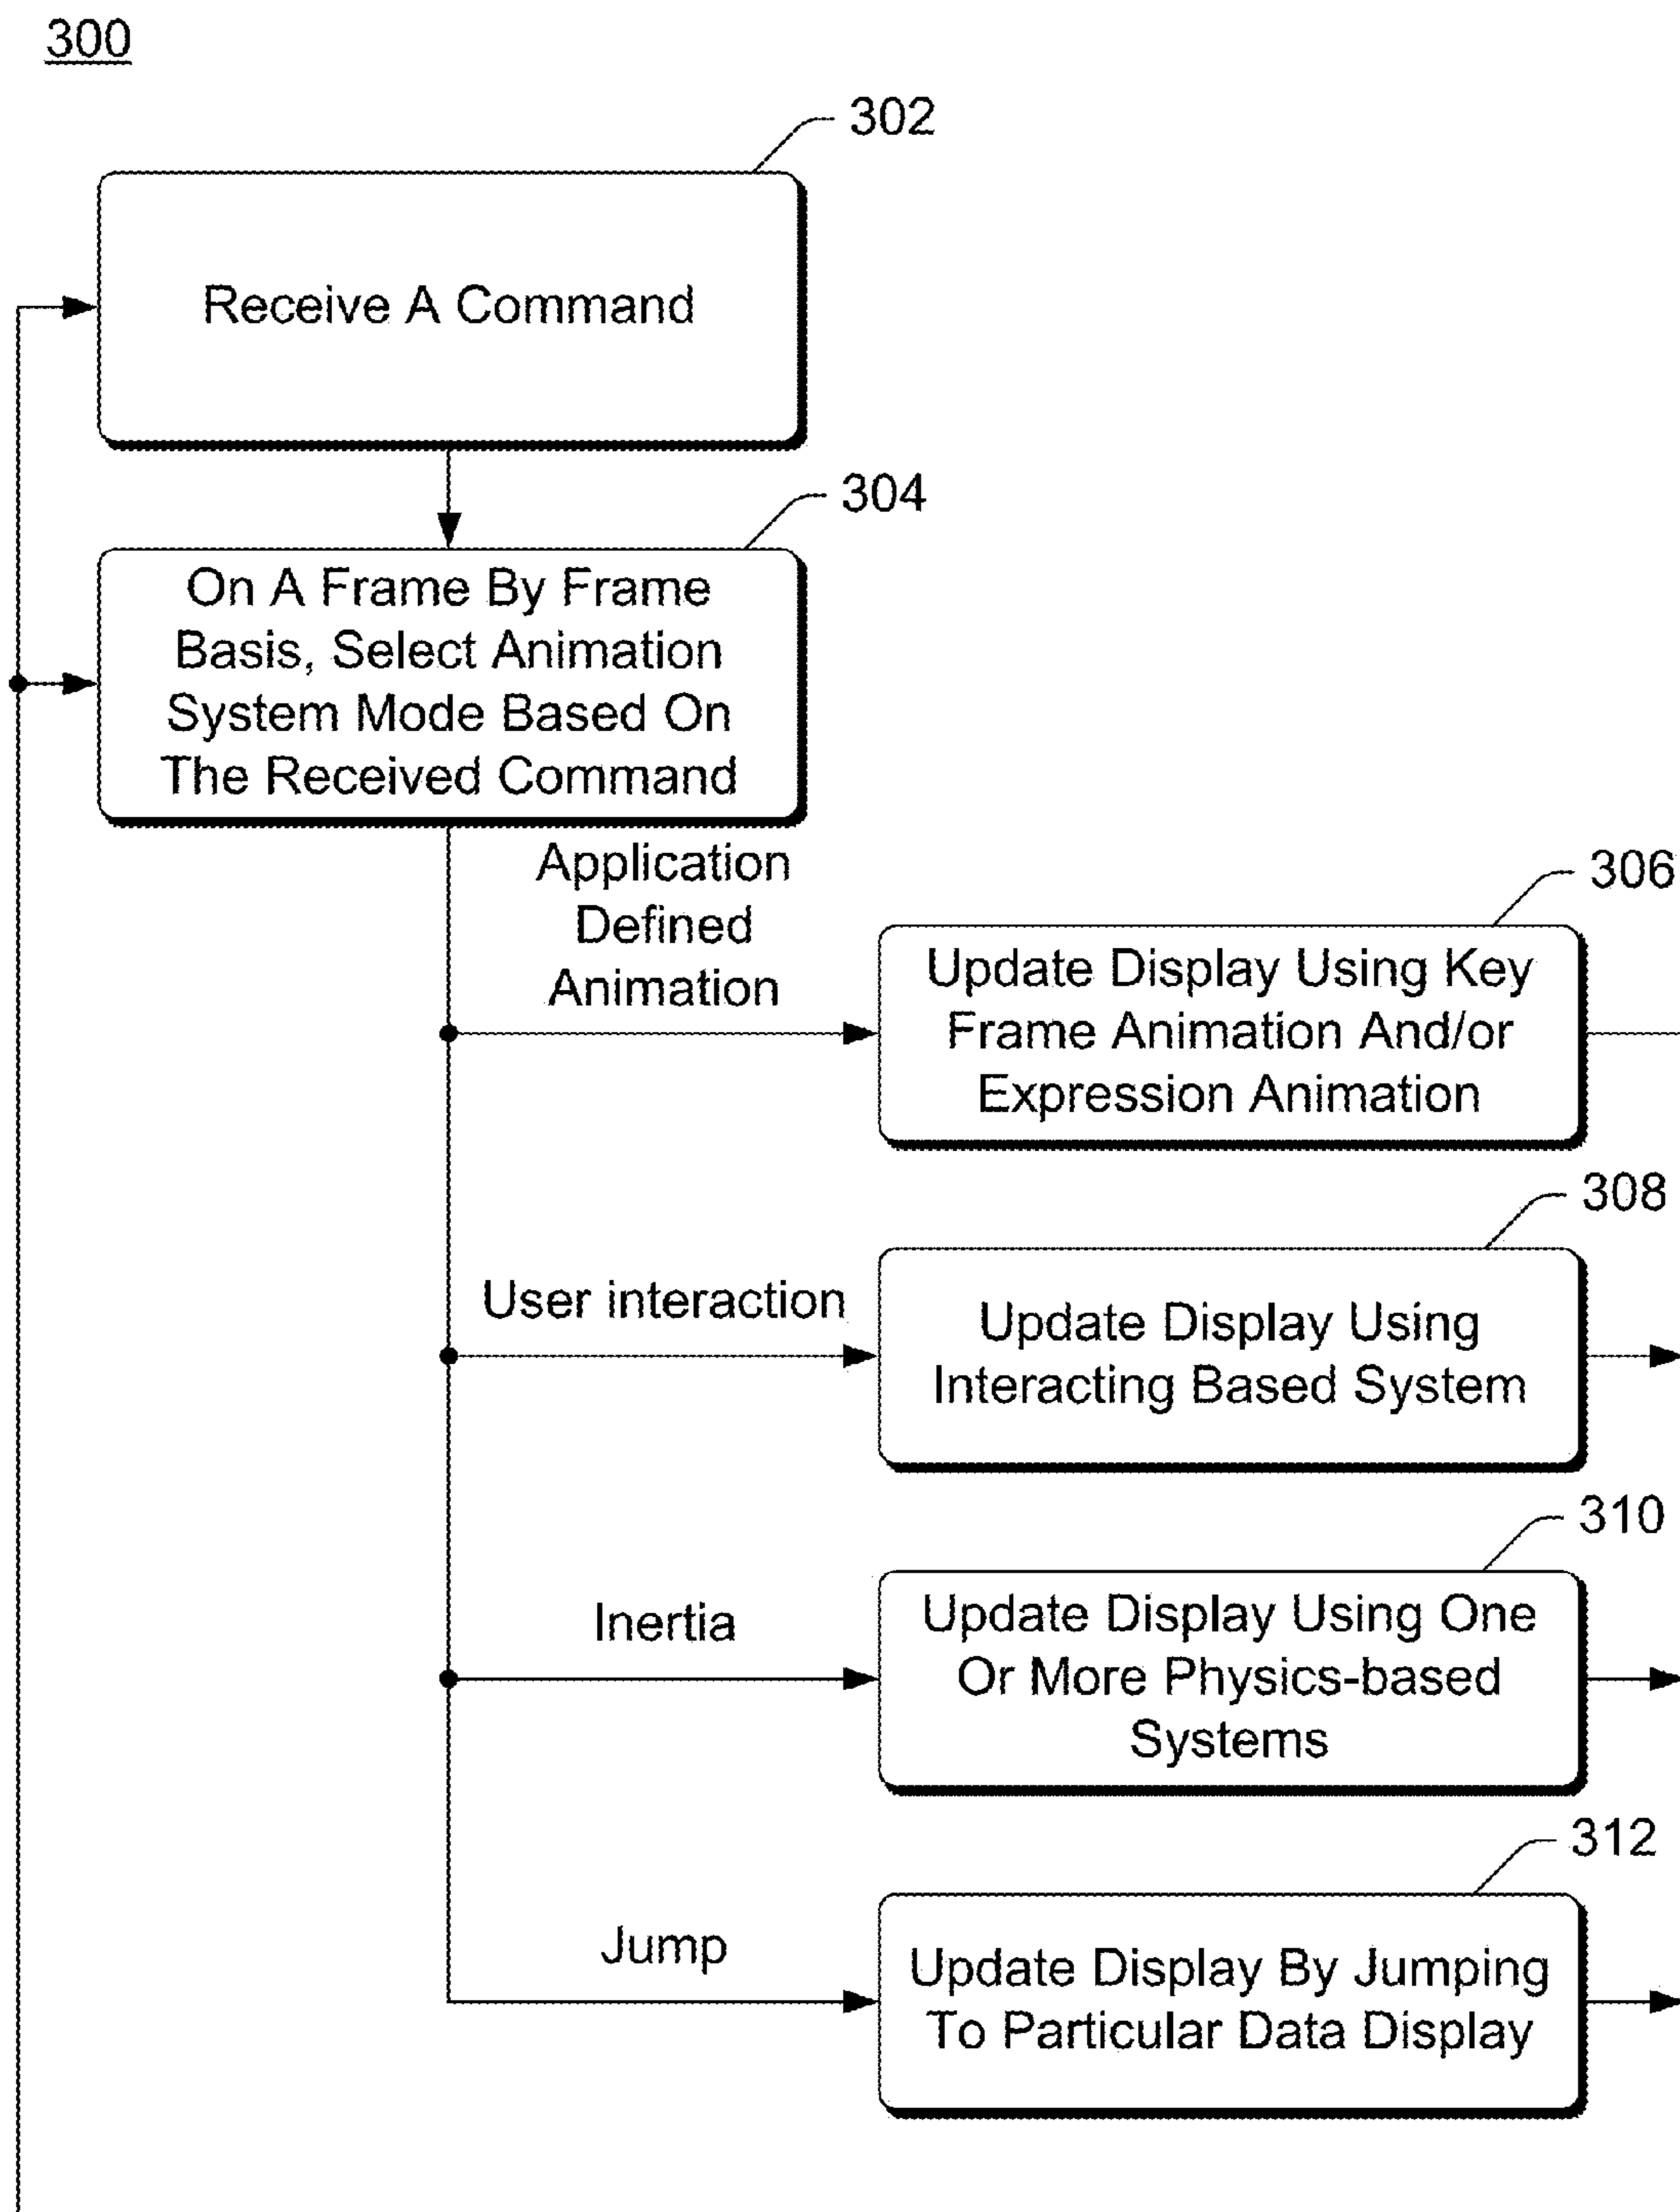 300
302
Receive A Command
304
On A Frame By Frame
Basis, Select Animation
System Mode Based On
The Received Command
Application
Defined
Animation
306
Update Display Using Key
Frame Animation And/or
Expression Animation
308
User interaction
Update Display Using
Interacting Based System
310
Inertia
Update Display Using One
Or More Physics-based
Systems
312
Jump
Update Display By Jumping
To Particular Data Display